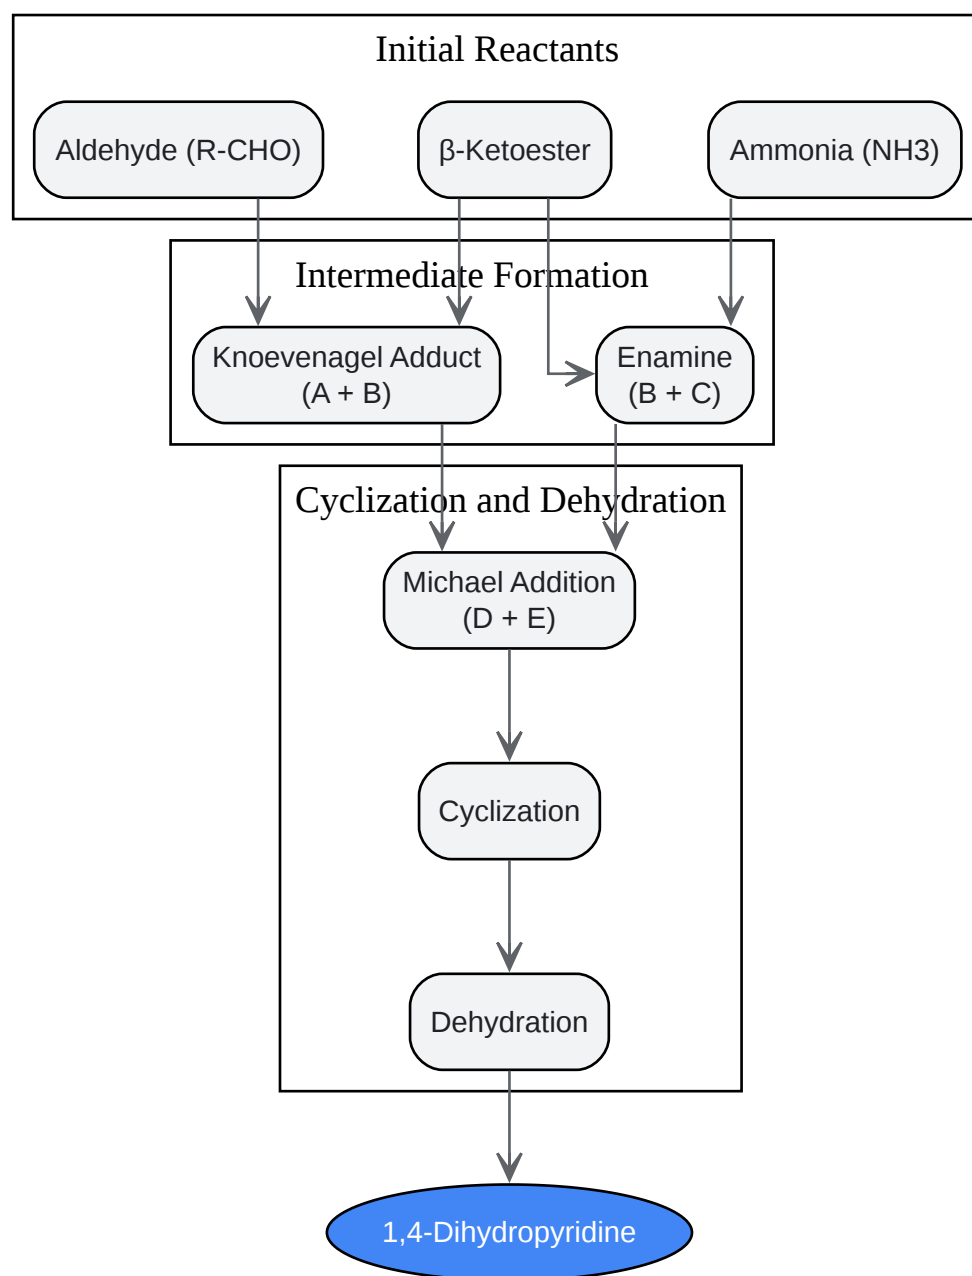 Initial Reactants
Aldehyde (R-CHO)
β-Ketoester
Ammonia (NH3)
Intermediate Formation
Knoevenagel Adduct
(A + B)
Enamine
(B + C)
Cyclization and Dehydration
Michael Addition
(D + E)
Cyclization
Dehydration
1,4-Dihydropyridine